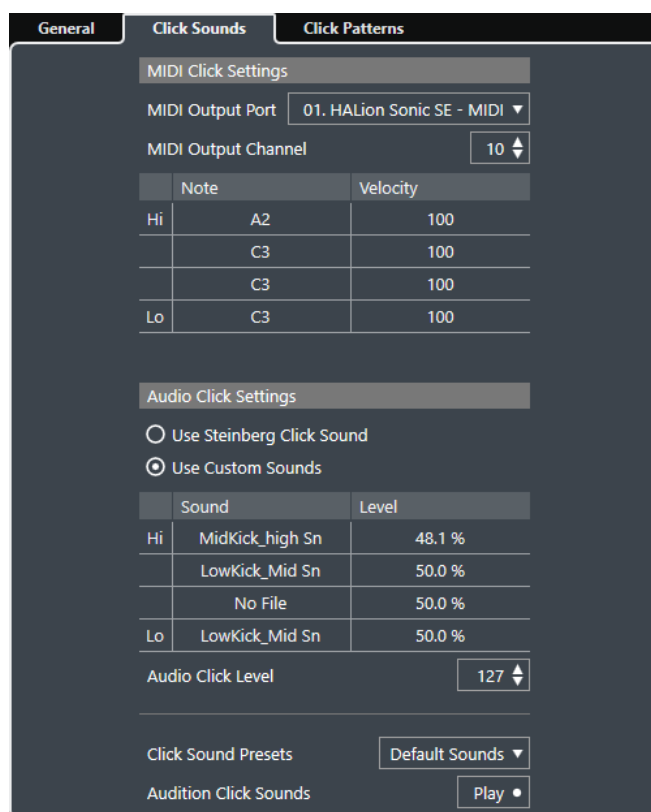 General Click Sounds Click Patterns
MIDI Click Settings
MIDI Output Port 01. HALion Sonic SE - MIDI
MIDI Output Channel 10
Note Velocity
Hi A2 100
C3 100
C3 100
Lo C3 100
Audio Click Settings
Use Steinberg Click Sound
Use Custom Sounds
Sound Level
Hi MidKick_high Sn 48.1 %
LowKick_Mid Sn 50.0 %
No File 50.0 %
Lo LowKick_Mid Sn 50.0 %
Audio Click Level 127
Click Sound Presets Default Sounds
Audition Click Sounds Play